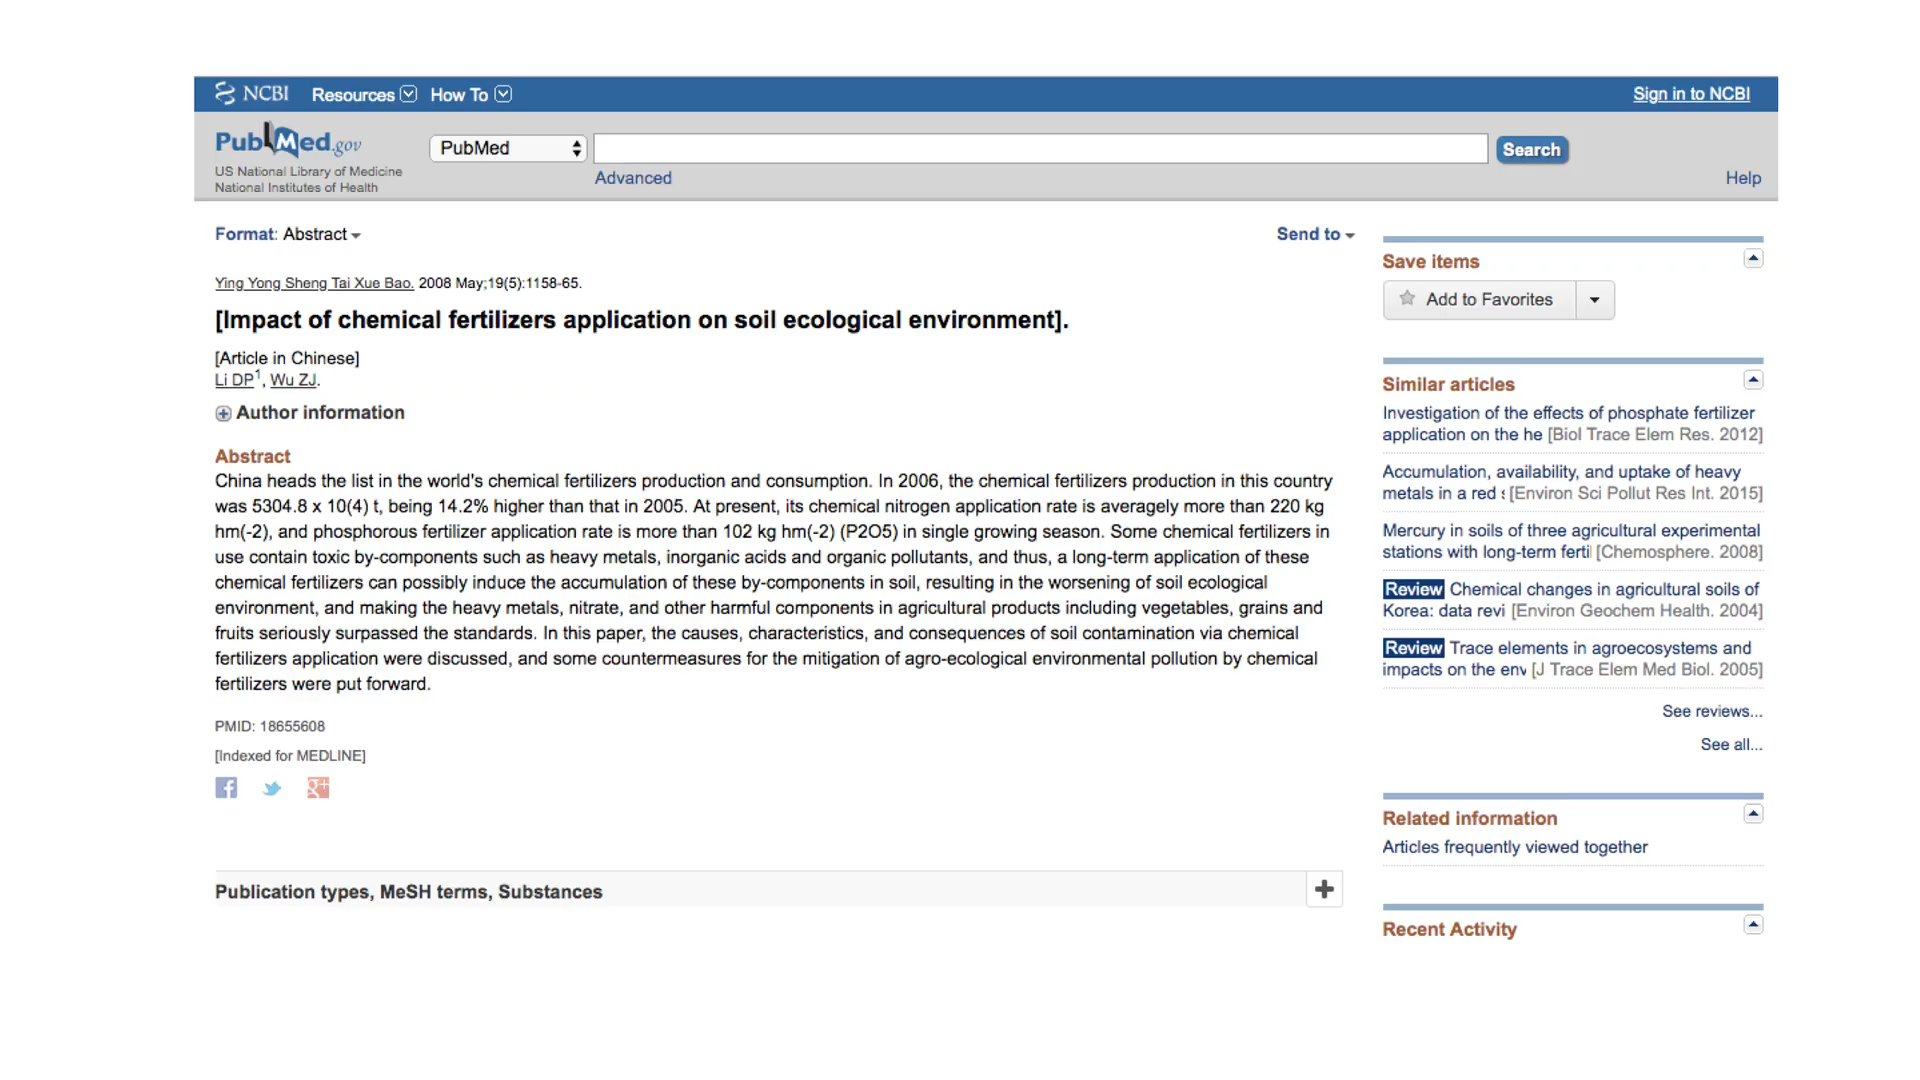 NCBI Resources How To Sign in to NCBI
PubMed.gov
US National Library of Medicine
National Institutes of Health
PubMed
Search
Advanced
Help
Format: Abstract
Send to
Ying Yong Sheng Tai Xue Bao. 2008 May;19(5):1158-65.
[Impact of chemical fertilizers application on soil ecological environment].
[Article in Chinese]
Li DP1, Wu ZJ.
Author information
Abstract
China heads the list in the world's chemical fertilizers production and consumption. In 2006, the chemical fertilizers production in this country
was 5304.8 x 10(4) t, being 14.2% higher than that in 2005. At present, its chemical nitrogen application rate is averagely more than 220 kg
hm(-2), and phosphorous fertilizer application rate is more than 102 kg hm(-2) (P2O5) in single growing season. Some chemical fertilizers in
use contain toxic by-components such as heavy metals, inorganic acids and organic pollutants, and thus, a long-term application of these
chemical fertilizers can possibly induce the accumulation of these by-components in soil, resulting in the worsening of soil ecological
environment, and making the heavy metals, nitrate, and other harmful components in agricultural products including vegetables, grains and
fruits seriously surpassed the standards. In this paper, the causes, characteristics, and consequences of soil contamination via chemical
fertilizers application were discussed, and some countermeasures for the mitigation of agro-ecological environmental pollution by chemical
fertilizers were put forward.
PMID: 18655608
[Indexed for MEDLINE]
Publication types, MeSH terms, Substances
Save items
Add to Favorites
Similar articles
Investigation of the effects of phosphate fertilizer
application on the he [Biol Trace Elem Res. 2012]
Accumulation, availability, and uptake of heavy
metals in a red s [Environ Sci Pollut Res Int. 2015]
Mercury in soils of three agricultural experimental
stations with long-term ferti [Chemosphere. 2008]
Review Chemical changes in agricultural soils of
Korea: data revi [Environ Geochem Health. 2004]
Review Trace elements in agroecosystems and
impacts on the env [J Trace Elem Med Biol. 2005]
See reviews...
See all...
Related information
Articles frequently viewed together
Recent Activity